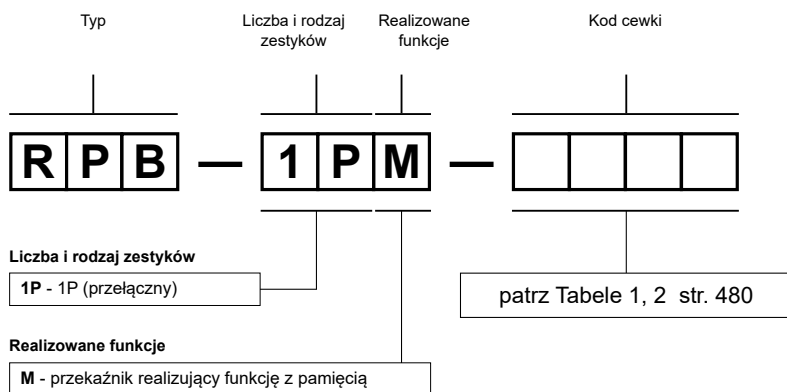 Typ
Liczba i rodzaj
zestyków
Realizowane
funkcje
Kod cewki
R P B — 1 P M —
Liczba i rodzaj zestyków
1P - 1P (przełączny)
patrz Tabele 1, 2 str. 480
Realizowane funkcje
M - przekaźnik realizujący funkcję z pamięcią